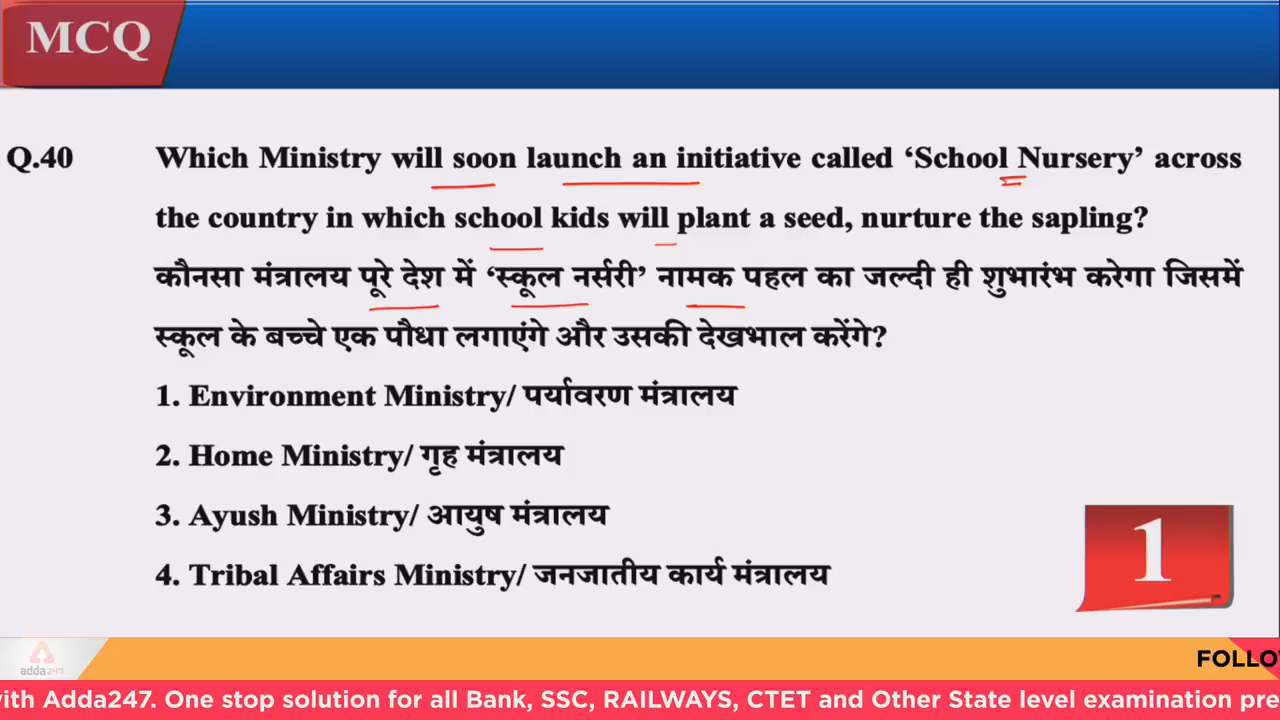 MCQ
Q.40 Which Ministry will soon launch an initiative called ‘School Nursery’ across
the country in which school kids will plant a seed, nurture the sapling?
कौनसा मंत्रालय पूरे देश में ‘स्कूल नर्सरी’ नामक पहल का जल्दी ही शुभारंभ करेगा जिसमें
स्कूल के बच्चे एक पौधा लगाएंगे और उसकी देखभाल करेंगे?
1. Environment Ministry/ पर्यावरण मंत्रालय
2. Home Ministry/ गृह मंत्रालय
3. Ayush Ministry/ आयुष मंत्रालय
4. Tribal Affairs Ministry/ जनजातीय कार्य मंत्रालय
1
adda247
FOLLO
with Adda247. One stop solution for all Bank, SSC, RAILWAYS, CTET and Other State level examination pre